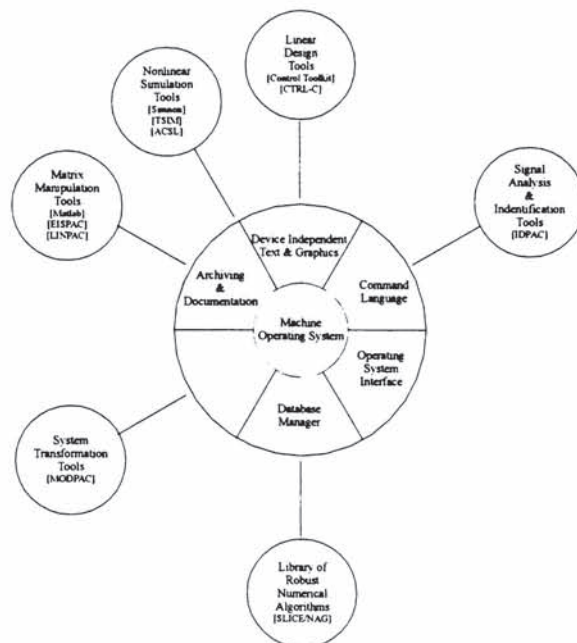 Linear
Design
Tools
[Control Toolkit]
[CTRL-C]
Nonlinear
Simulation
Tools
[Simnon]
[TSIM]
[ACSL]
Matrix
Manipulation
Tools
[Matlab]
[EISPAC]
[LINPAC]
Signal
Analysis
&
Indentification
Tools
[IDPAC]
Device Independent
Text & Graphics
Archiving
&
Documentation
Command
Language
Machine
Operating System
Operating
System
Interface
Database
Manager
System
Transformation
Tools
[MODPAC]
Library of
Robust
Numerical
Algorithms
[SLICE/NAG]